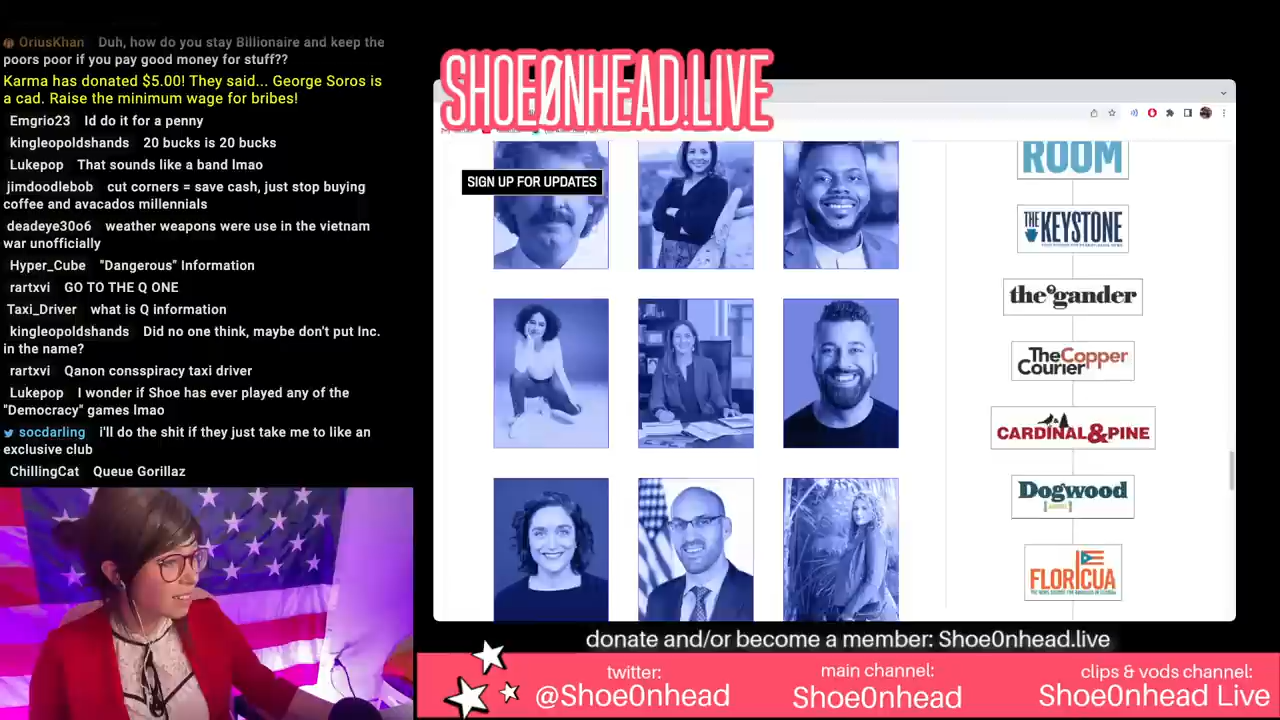 OriusKhan Duh, how do you stay Billionaire and keep the
poors poor if you pay good money for stuff??
Karma has donated $5.00! They said... George Soros is
a cad. Raise the minimum wage for bribes!
Emgrio23 Id do it for a penny
kingleopoldshands 20 bucks is 20 bucks
Lukepop That sounds like a band lmao
jimdoodlebob cut corners = save cash, just stop buying
coffee and avacados millennials
deadeye30o6 weather weapons were use in the vietnam
war unofficially
Hyper_Cube "Dangerous" Information
rartxvi GO TO THE Q ONE
Taxi_Driver what is Q information
kingleopoldshands Did no one think, maybe don't put Inc.
in the name?
rartxvi Qanon consspiracy taxi driver
Lukepop I wonder if Shoe has ever played any of the
"Democracy" games lmao
socdarling i'll do the shit if they just take me to like an
exclusive club
ChillingCat Queue Gorillaz
SHOE0NHEAD.LIVE
SIGN UP FOR UPDATES
ROOM
THE KEYSTONE
the gander
The Copper
Courier
CARDINAL & PINE
Dogwood
FLORICUA
donate and/or become a member: Shoe0nhead.live
twitter:
@Shoe0nhead
main channel:
Shoe0nhead
clips & vods channel:
Shoe0nhead Live